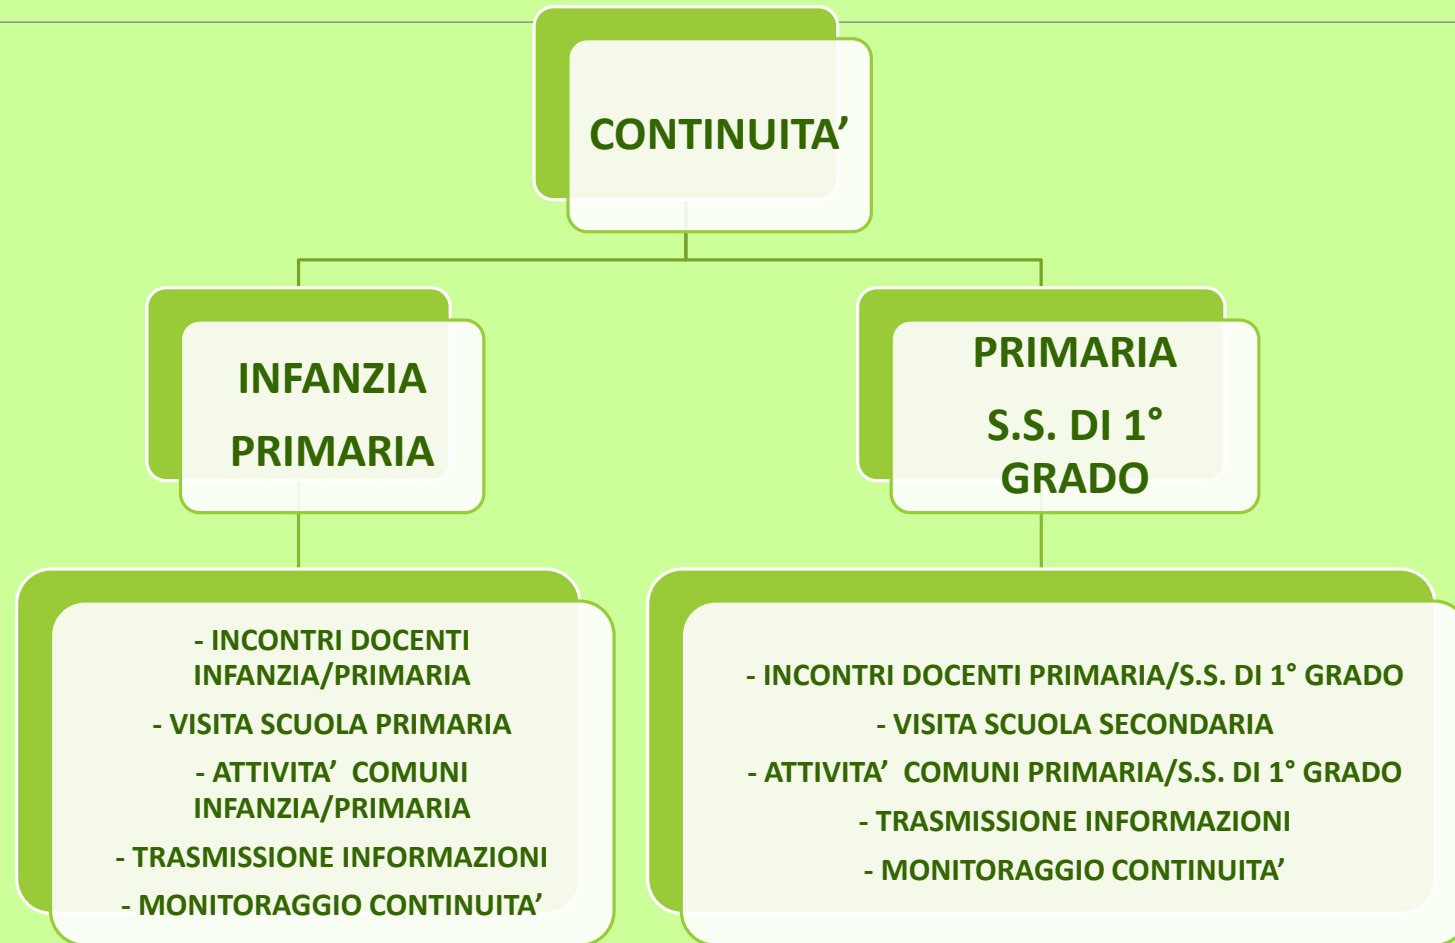 CONTINUITA’
INFANZIA
PRIMARIA
PRIMARIA
S.S. DI 1°
GRADO
- INCONTRI DOCENTI
INFANZIA/PRIMARIA
- VISITA SCUOLA PRIMARIA
- ATTIVITA’ COMUNI
INFANZIA/PRIMARIA
- TRASMISSIONE INFORMAZIONI
- MONITORAGGIO CONTINUITA’
- INCONTRI DOCENTI PRIMARIA/S.S. DI 1° GRADO
- VISITA SCUOLA SECONDARIA
- ATTIVITA’ COMUNI PRIMARIA/S.S. DI 1° GRADO
- TRASMISSIONE INFORMAZIONI
- MONITORAGGIO CONTINUITA’